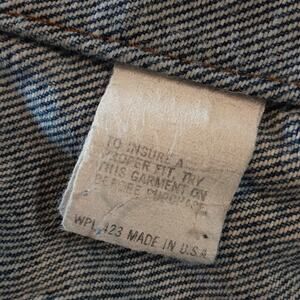 TO INSURE A
PROPER FIT, TRY
THIS GARMENT ON
BEFORE PURCHASE
WPL 423 MADE IN U.S.A.